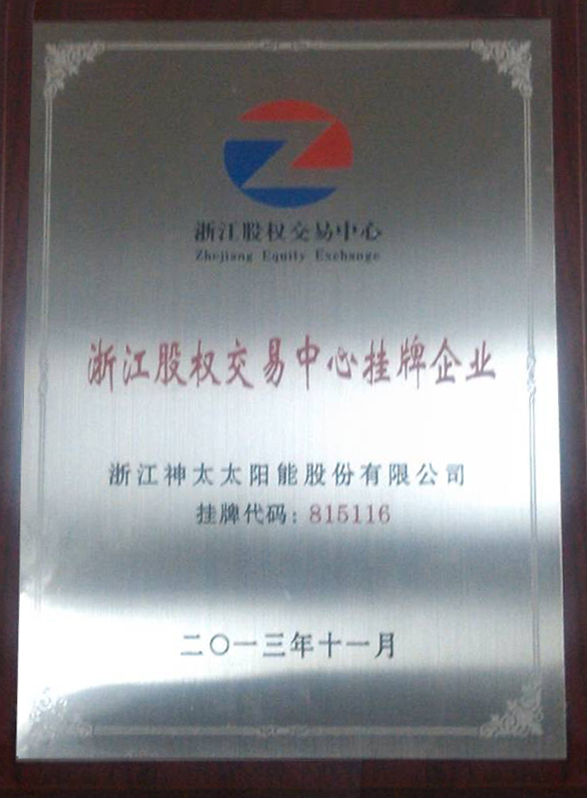 浙江股权交易中心
Zhejiang Equity Exchange
浙江股权交易中心挂牌企业
浙江神太太阳能股份有限公司
挂牌代码：815116
二〇一三年十一月